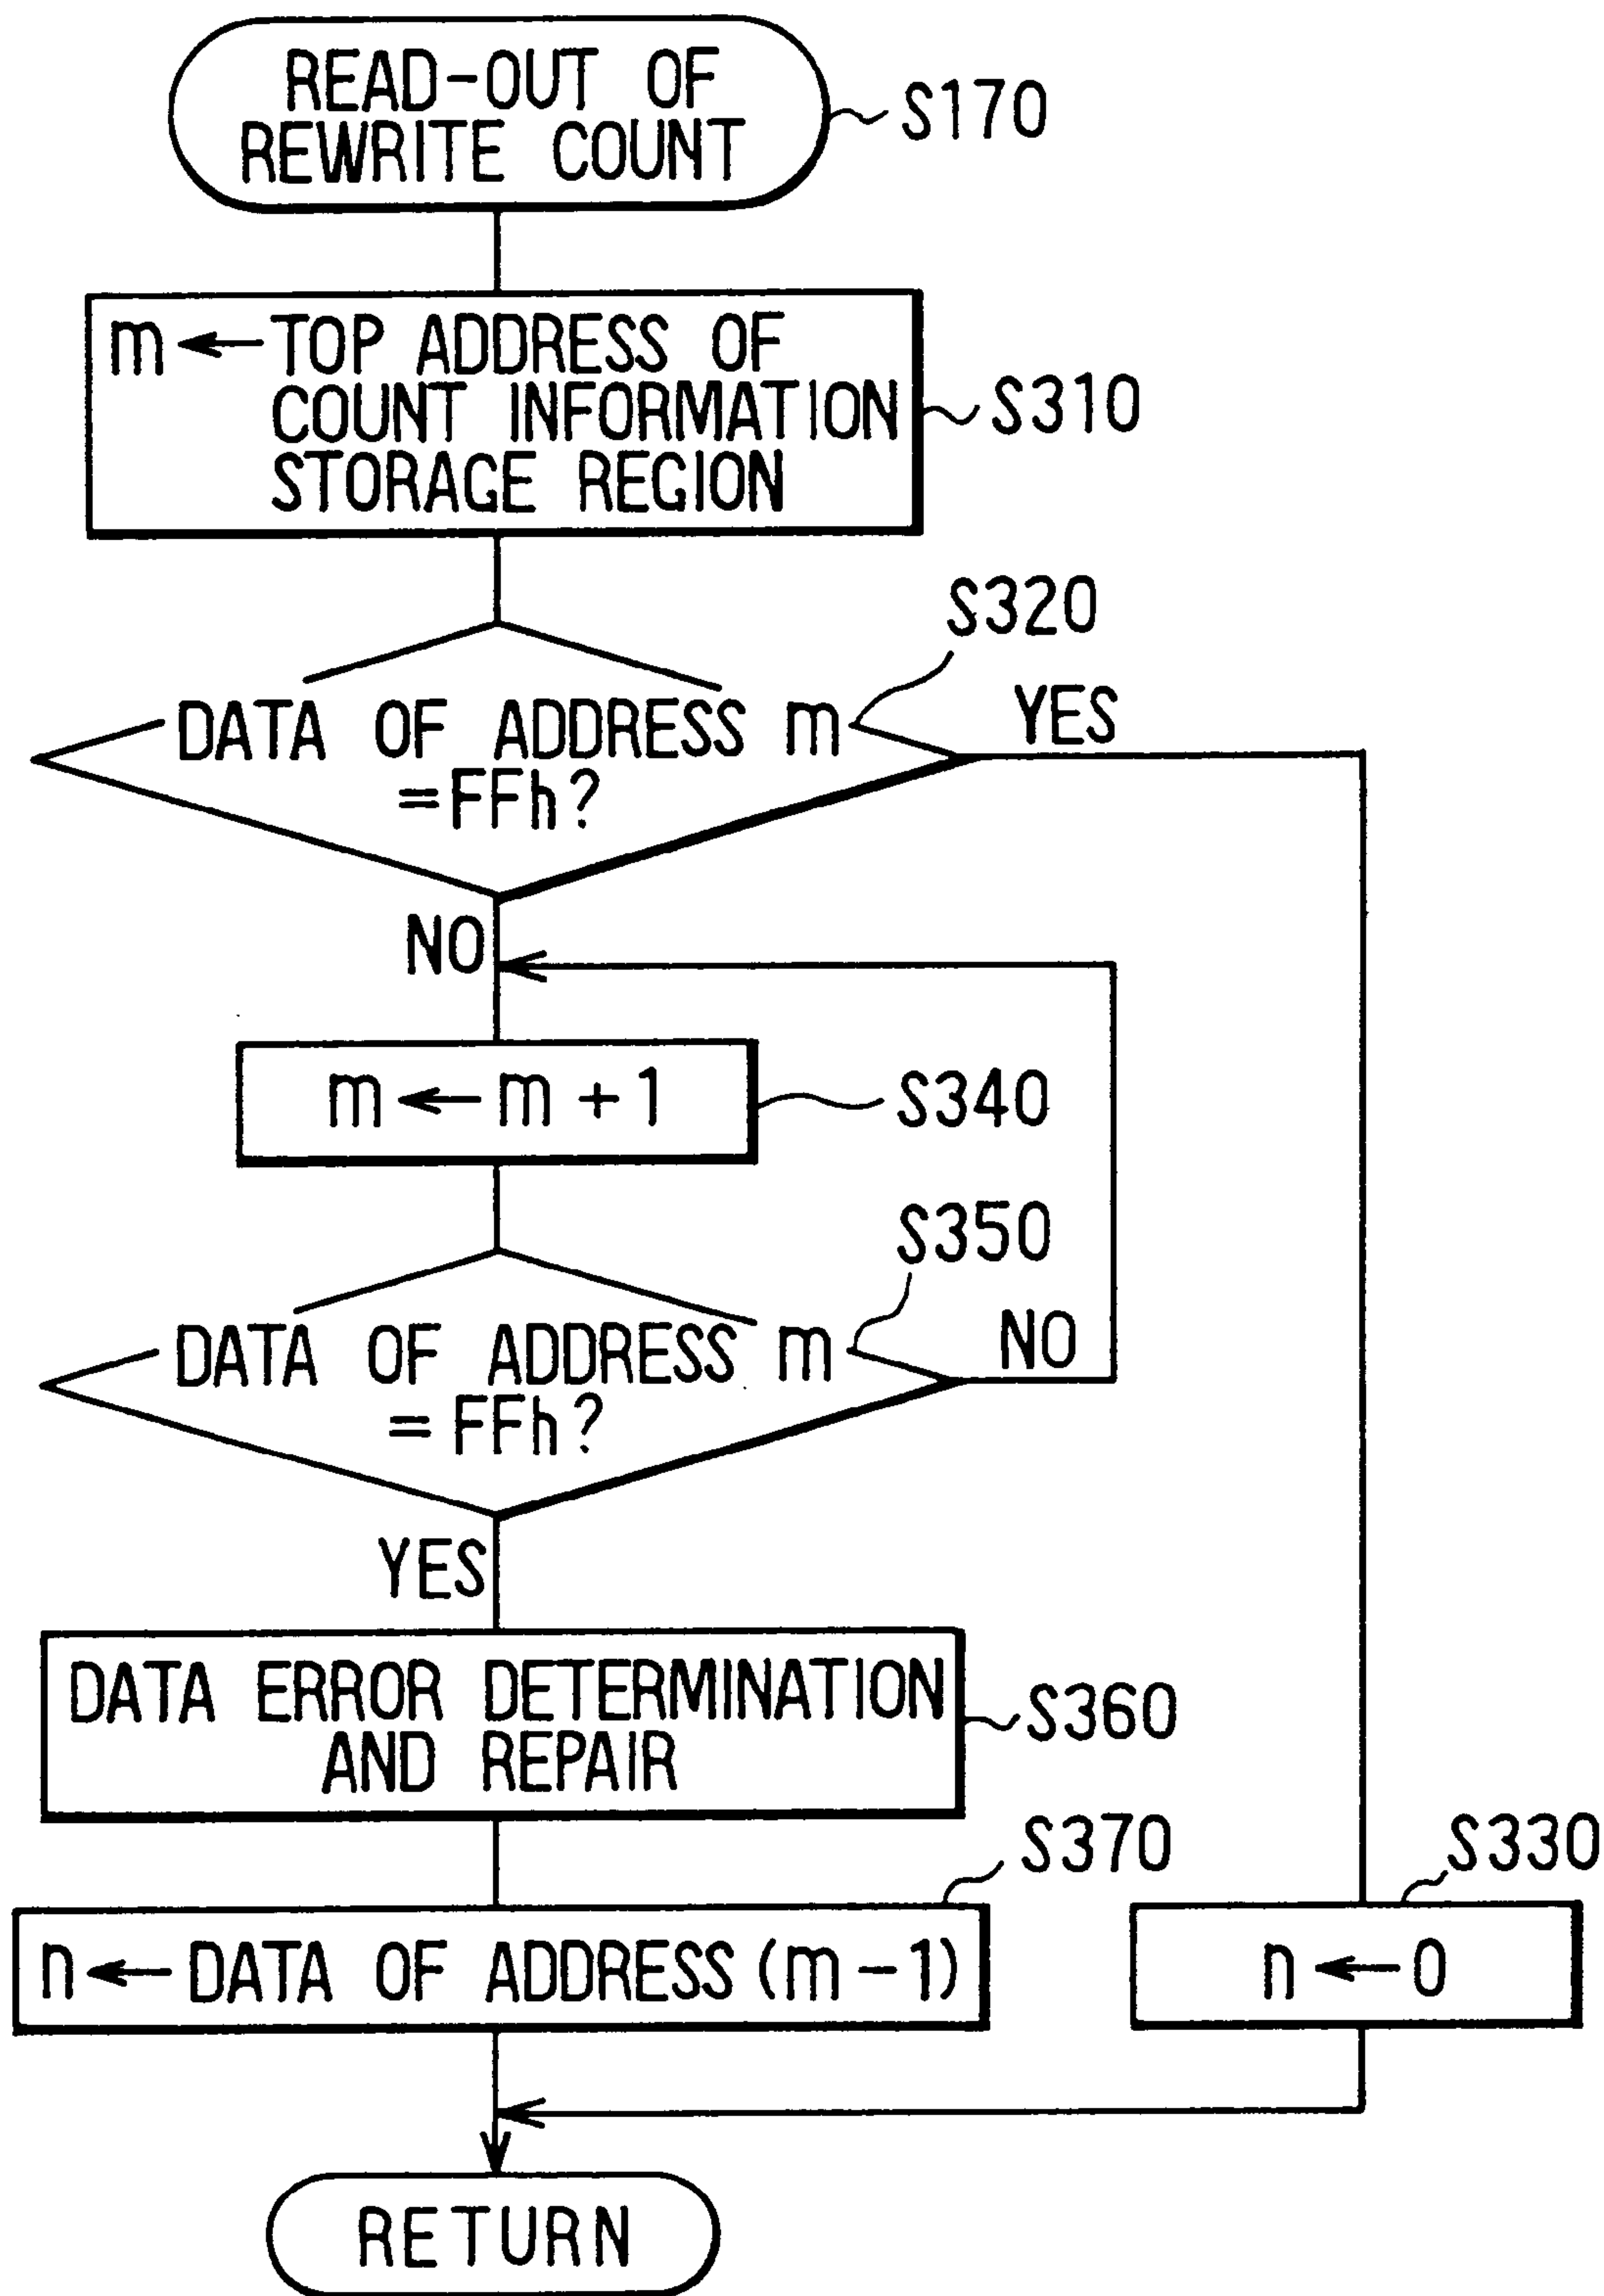 READ-OUT OF
REWRITE COUNT
S170
m ← TOP ADDRESS OF
COUNT INFORMATION
STORAGE REGION
S310
S320
DATA OF ADDRESS m
=FFh?
YES
NO
m ← m + 1
S340
S350
DATA OF ADDRESS m
=FFh?
NO
YES
DATA ERROR DETERMINATION
AND REPAIR
S360
S370
n ← DATA OF ADDRESS (m-1)
S330
n ← 0
RETURN